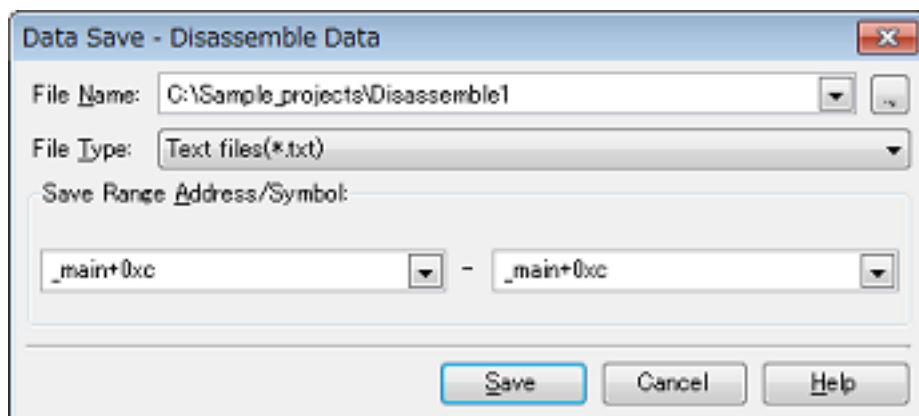 Data Save - Disassemble Data
File Name: C:\Sample_projects\Disassemble1 ...
File Type: Text files(*.txt)
Save Range Address/Symbol:
_main+0xc - _main+0xc
Save Cancel Help